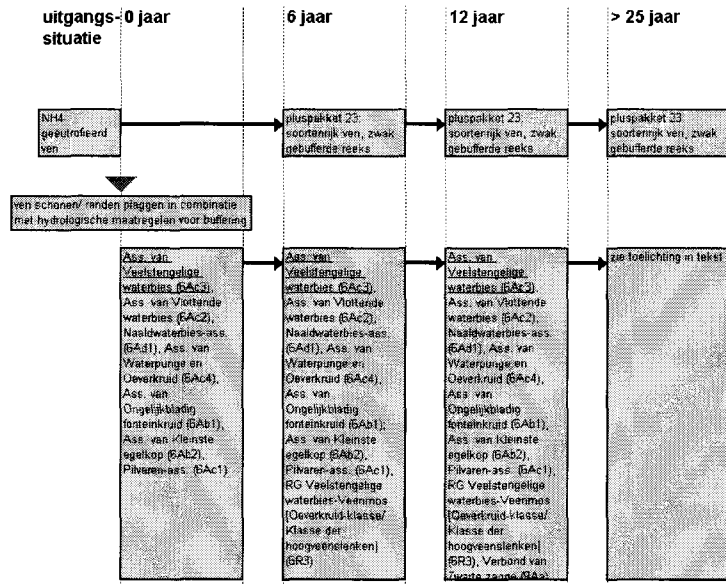 uitgangs- 0 jaar 6 jaar 12 jaar > 25 jaar
situatie
NH4
geëutrofieerd
ven
pluspakket 23:
soortenrijk ven, zwak
gebufferde reeks
pluspakket 23:
soortenrijk ven, zwak
gebufferde reeks
pluspakket 23:
soortenrijk ven, zwak
gebufferde reeks
ven schonen/ randen plaggen in combinatie
met hydrologische maatregelen voor buffering
Ass. van
Veelstengelige
waterbies (6Ac3),
Ass. van Vlottende
waterbies (6Ac2),
Naaldwaterbies-ass.
(6Ad1), Ass. van
Waterpunge en
Oeverkruid (6Ac4),
Ass. van
Ongelijkbladig
fonteinkruid (6Ab1),
Ass. van Kleinste
egelkop (6Ab2),
Pilvaren-ass. (6Ac1)
Ass. van
Veelstengelige
waterbies (6Ac3),
Ass. van Vlottende
waterbies (6Ac2),
Naaldwaterbies-ass.
(6Ad1), Ass. van
Waterpunge en
Oeverkruid (6Ac4),
Ass. van
Ongelijkbladig
fonteinkruid (6Ab1),
Ass. van Kleinste
egelkop (6Ab2),
Pilvaren-ass. (6Ac1),
RG Veelstengelige
waterbies-Veenmos
[Oeverkruid-klasse/
Klasse der
hoogveenslenken]
(6R3)
Ass. van
Veelstengelige
waterbies (6Ac3),
Ass. van Vlottende
waterbies (6Ac2),
Naaldwaterbies-ass.
(6Ad1), Ass. van
Waterpunge en
Oeverkruid (6Ac4),
Ass. van
Ongelijkbladig
fonteinkruid (6Ab1),
Ass. van Kleinste
egelkop (6Ab2),
Pilvaren-ass. (6Ac1),
RG Veelstengelige
waterbies-Veenmos
[Oeverkruid-klasse/
Klasse der
hoogveenslenken]
(6R3), Verbond van
Zwarte zegge (9Aa)
zie toelichting in tekst